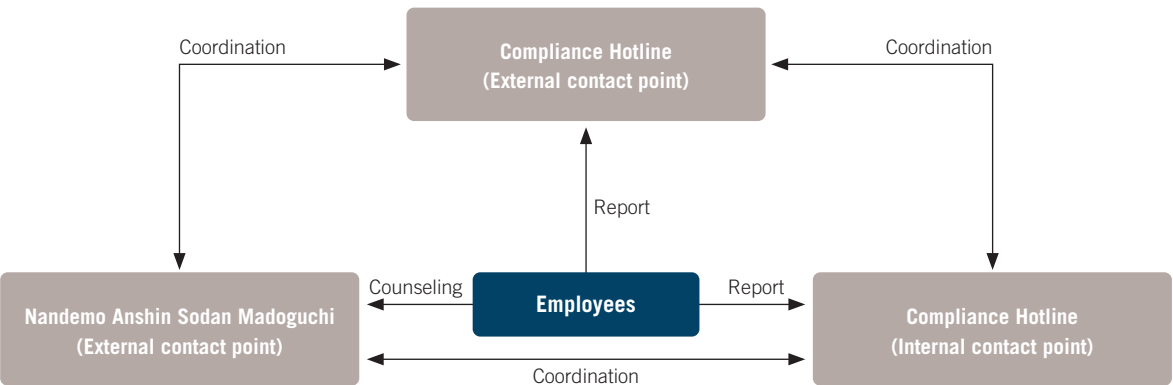 Coordination
Compliance Hotline
(External contact point)
Coordination
Report
Nandemo Anshin Sodan Madoguchi
(External contact point)
Counseling
Employees
Report
Compliance Hotline
(Internal contact point)
Coordination